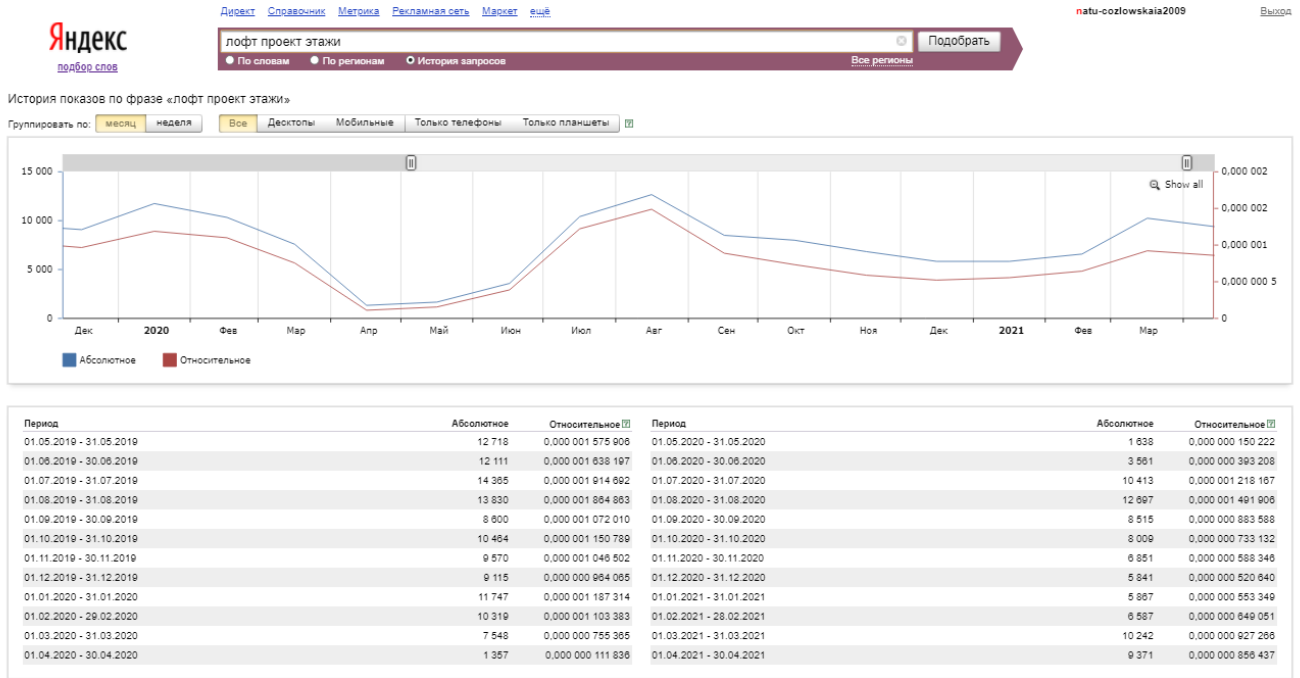 Директ Справочник Метрика Рекламная сеть Маркет ещё natu-cozlowskaia2009 Выход
Яндекс
подбор слов
лофт проект этажи Подобрать
По словам По регионам История запросов Все регионы
История показов по фразе «лофт проект этажи»
Группировать по: месяц неделя Все Десктопы Мобильные Только телефоны Только планшеты ?
15 000 0,000 002
Show all
10 000 0,000 002
0,000 001
5 000 0,000 000 5
0 0
Дек 2020 Фев Мар Апр Май Июн Июл Авг Сен Окт Ноя Дек 2021 Фев Мар
Абсолютное Относительное
Период Абсолютное Относительное ? Период Абсолютное Относительное ?
01.05.2019 - 31.05.2019 12 718 0,000 001 575 906 01.05.2020 - 31.05.2020 1 638 0,000 000 150 222
01.06.2019 - 30.06.2019 12 111 0,000 001 638 197 01.06.2020 - 30.06.2020 3 561 0,000 000 393 208
01.07.2019 - 31.07.2019 14 365 0,000 001 914 692 01.07.2020 - 31.07.2020 10 413 0,000 001 218 167
01.08.2019 - 31.08.2019 13 830 0,000 001 864 863 01.08.2020 - 31.08.2020 12 697 0,000 001 491 906
01.09.2019 - 30.09.2019 8 600 0,000 001 072 010 01.09.2020 - 30.09.2020 8 515 0,000 000 883 588
01.10.2019 - 31.10.2019 10 464 0,000 001 150 789 01.10.2020 - 31.10.2020 8 009 0,000 000 733 132
01.11.2019 - 30.11.2019 9 570 0,000 001 046 502 01.11.2020 - 30.11.2020 6 851 0,000 000 588 346
01.12.2019 - 31.12.2019 9 115 0,000 000 964 065 01.12.2020 - 31.12.2020 5 841 0,000 000 520 640
01.01.2020 - 31.01.2020 11 747 0,000 001 187 314 01.01.2021 - 31.01.2021 5 867 0,000 000 553 349
01.02.2020 - 29.02.2020 10 319 0,000 001 103 383 01.02.2021 - 28.02.2021 6 587 0,000 000 649 051
01.03.2020 - 31.03.2020 7 548 0,000 000 755 365 01.03.2021 - 31.03.2021 10 242 0,000 000 927 266
01.04.2020 - 30.04.2020 1 357 0,000 000 111 836 01.04.2021 - 30.04.2021 9 371 0,000 000 856 437